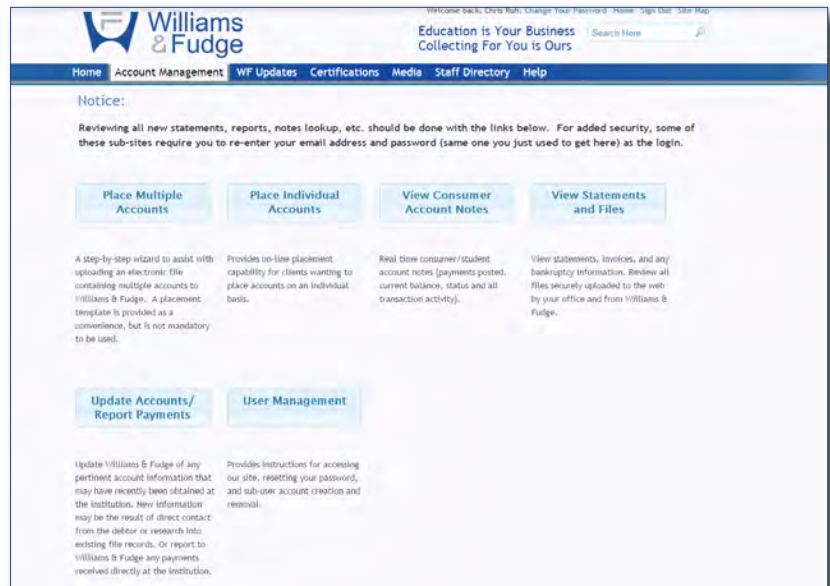 Welcome back, Chris Ruh. Change Your Password Home Sign Out Site Map
Williams
& Fudge
Education is Your Business
Collecting For You is Ours
Search Here
Home Account Management WF Updates Certifications Media Staff Directory Help
Notice:
Reviewing all new statements, reports, notes lookup, etc. should be done with the links below. For added security, some of
these sub-sites require you to re-enter your email address and password (same one you just used to get here) as the login.
Place Multiple
Accounts
A step-by-step wizard to assist with
uploading an electronic file
containing multiple accounts to
Williams & Fudge. A placement
template is provided as a
convenience, but is not mandatory
to be used.
Place Individual
Accounts
Provides on-line placement
capability for clients wanting to
place accounts on an individual
basis.
View Consumer
Account Notes
Real time consumer/student
account notes (payments posted,
current balance, status and all
transaction activity).
View Statements
and Files
View statements, invoices, and any
bankruptcy information. Review all
files securely uploaded to the web
by your office and from Williams &
Fudge.
Update Accounts/
Report Payments
Update Williams & Fudge of any
pertinent account information that
may have recently been obtained at
the institution. New information
may be the result of direct contact
from the debtor or research into
existing file records. Or report to
Williams & Fudge any payments
received directly at the institution.
User Management
Provides instructions for accessing
our site, resetting your password,
and sub-user account creation and
removal.